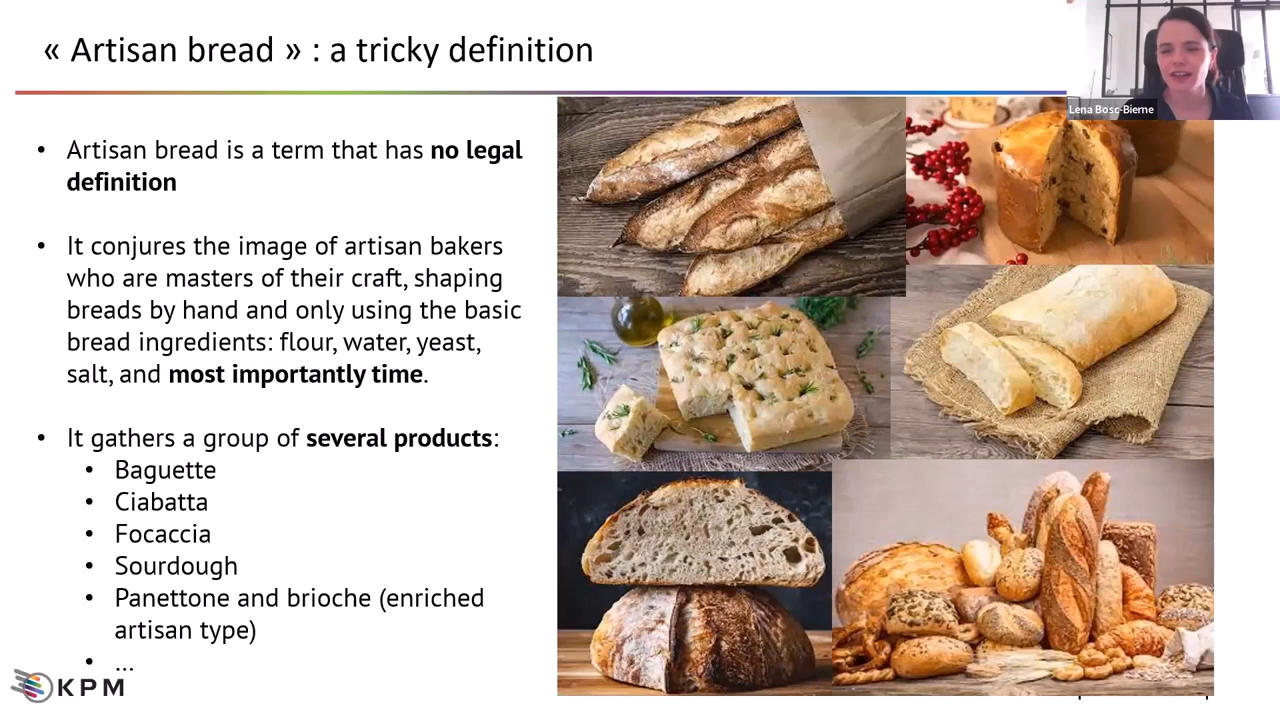 « Artisan bread » : a tricky definition
Lena Bosc-Bierne
• Artisan bread is a term that has no legal
definition
• It conjures the image of artisan bakers
who are masters of their craft, shaping
breads by hand and only using the basic
bread ingredients: flour, water, yeast,
salt, and most importantly time.
• It gathers a group of several products:
• Baguette
• Ciabatta
• Focaccia
• Sourdough
• Panettone and brioche (enriched
artisan type)
• ...
KPM